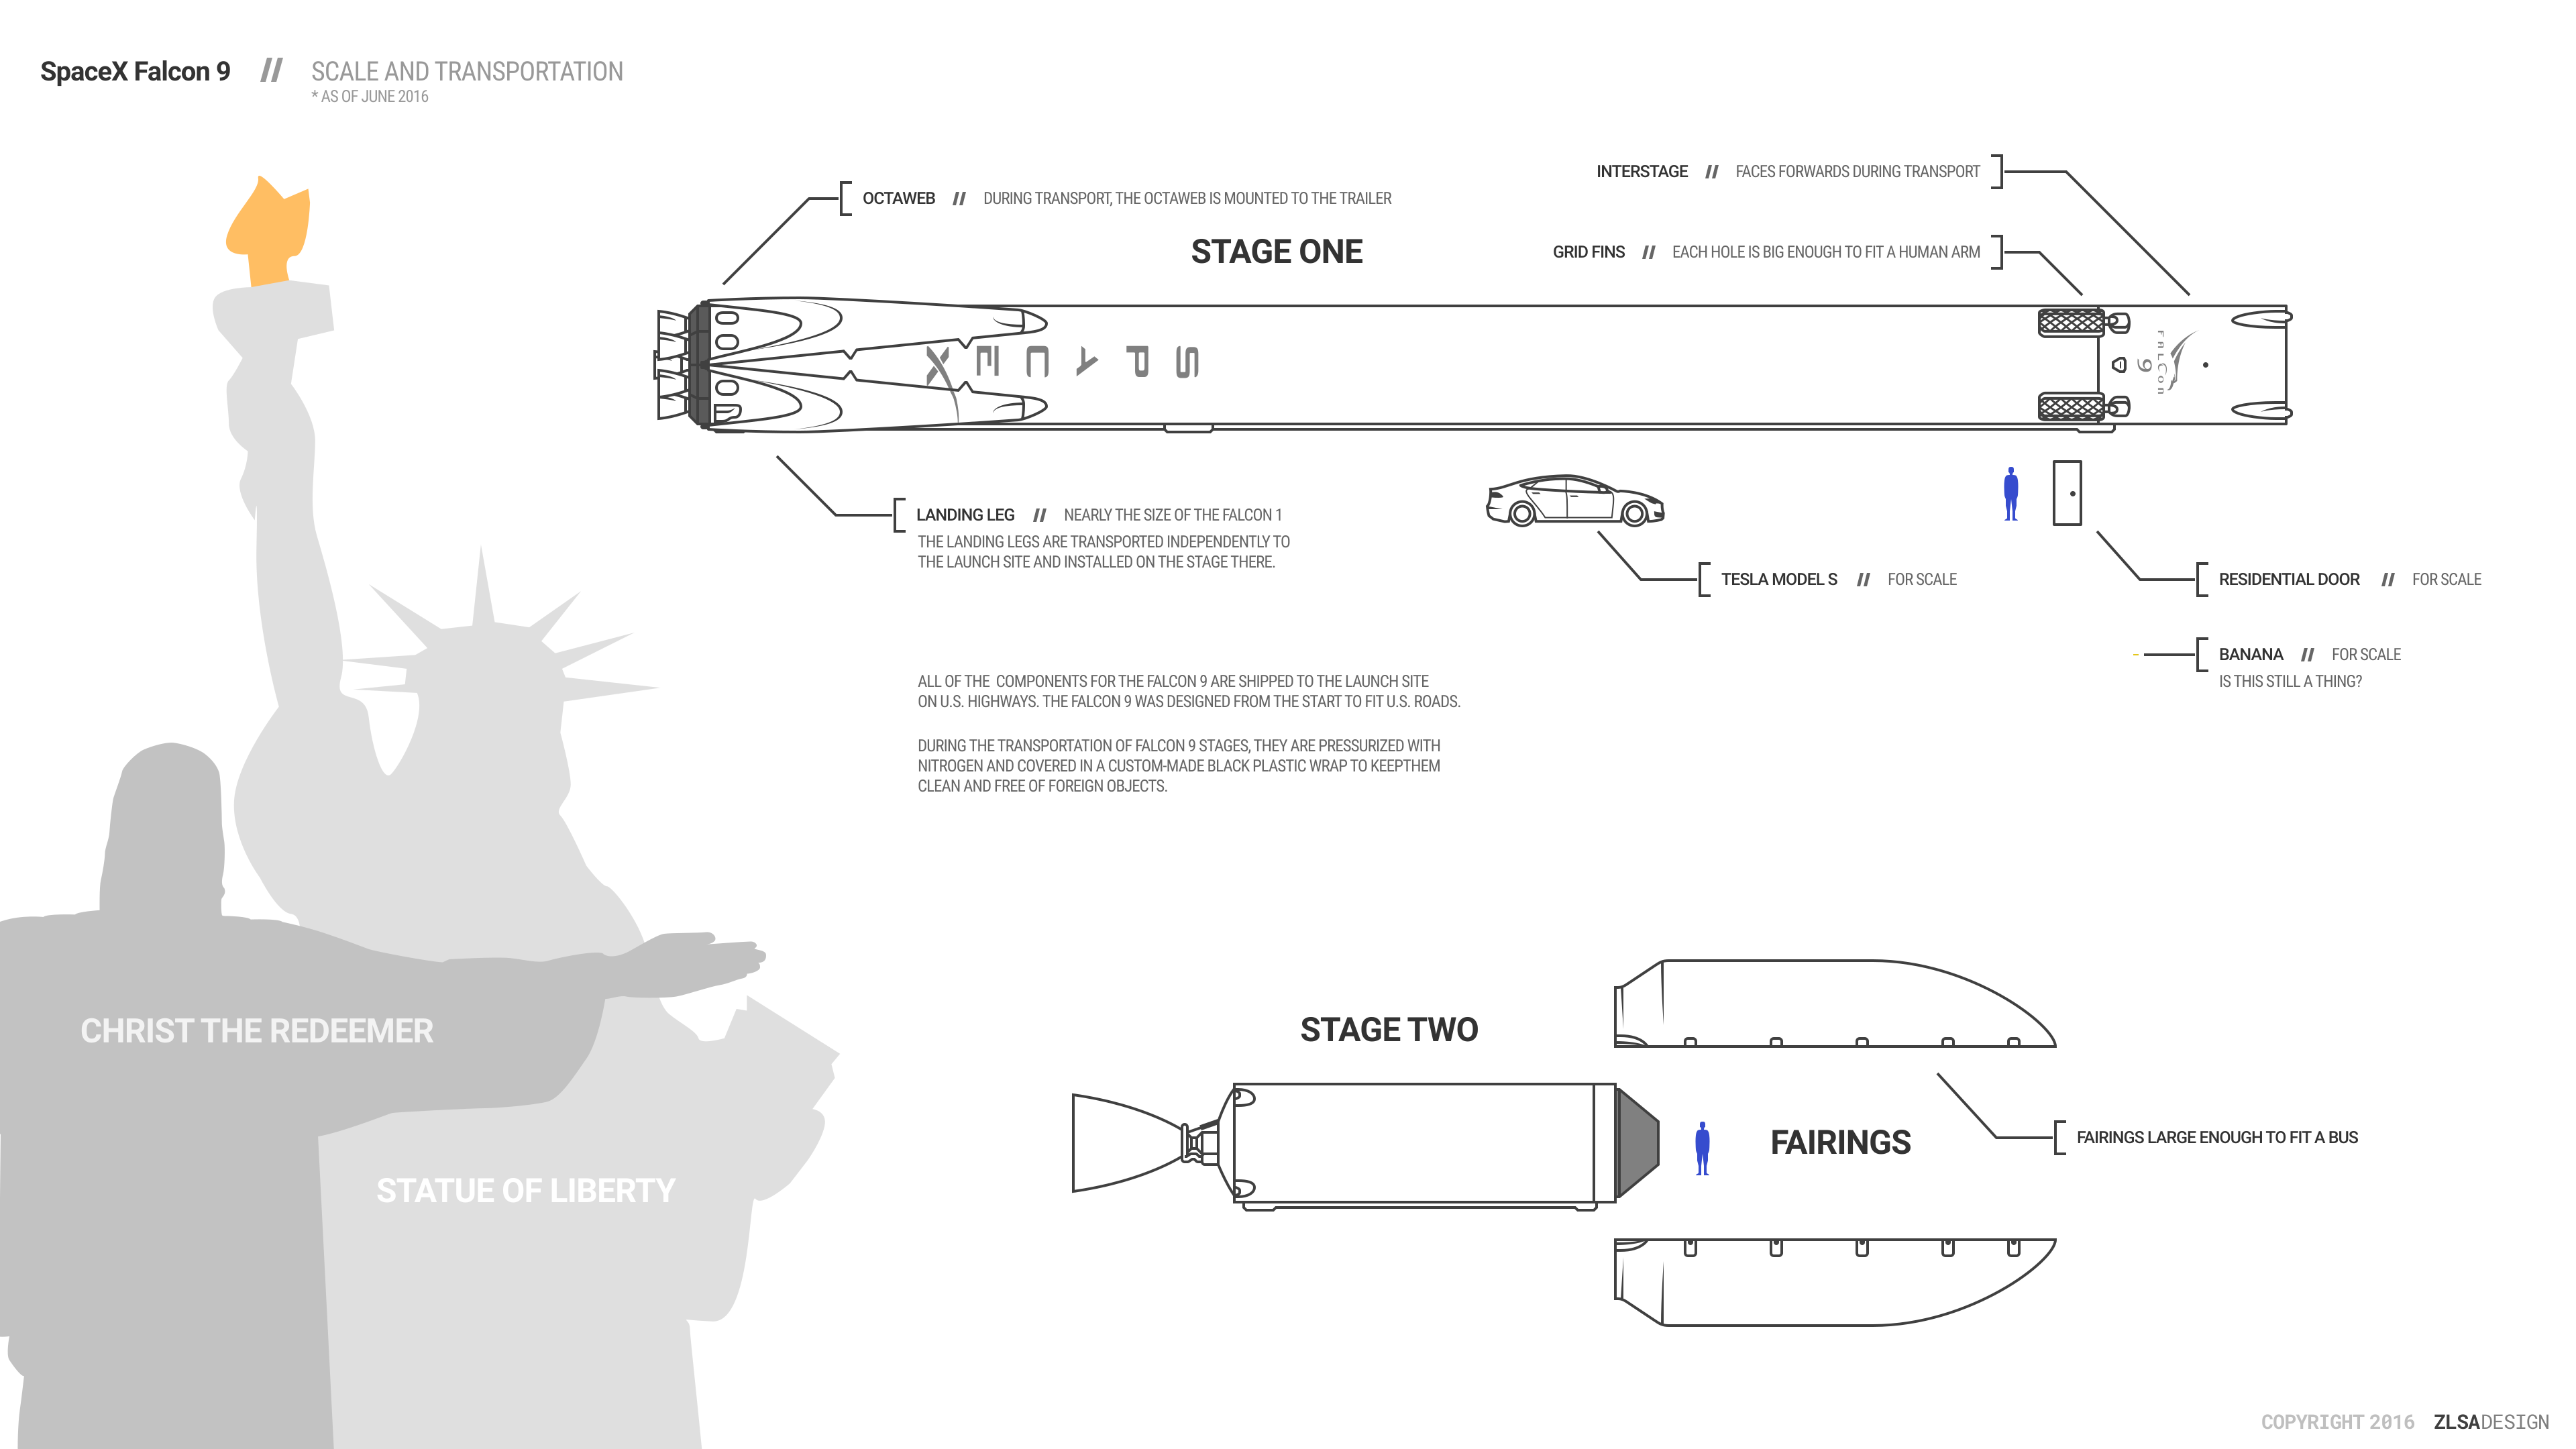 SpaceX Falcon 9 // SCALE AND TRANSPORTATION
* AS OF JUNE 2016
INTERSTAGE // FACES FORWARDS DURING TRANSPORT
OCTAWEB // DURING TRANSPORT, THE OCTAWEB IS MOUNTED TO THE TRAILER
STAGE ONE
GRID FINS // EACH HOLE IS BIG ENOUGH TO FIT A HUMAN ARM
SPACEX
FALCON
9
LANDING LEG // NEARLY THE SIZE OF THE FALCON 1
THE LANDING LEGS ARE TRANSPORTED INDEPENDENTLY TO
THE LAUNCH SITE AND INSTALLED ON THE STAGE THERE.
TESLA MODEL S // FOR SCALE
RESIDENTIAL DOOR // FOR SCALE
BANANA // FOR SCALE
IS THIS STILL A THING?
ALL OF THE  COMPONENTS FOR THE FALCON 9 ARE SHIPPED TO THE LAUNCH SITE
ON U.S. HIGHWAYS. THE FALCON 9 WAS DESIGNED FROM THE START TO FIT U.S. ROADS.
DURING THE TRANSPORTATION OF FALCON 9 STAGES, THEY ARE PRESSURIZED WITH
NITROGEN AND COVERED IN A CUSTOM-MADE BLACK PLASTIC WRAP TO KEEPTHEM
CLEAN AND FREE OF FOREIGN OBJECTS.
CHRIST THE REDEEMER
STATUE OF LIBERTY
STAGE TWO
FAIRINGS
FAIRINGS LARGE ENOUGH TO FIT A BUS
COPYRIGHT 2016 ZLSADESIGN